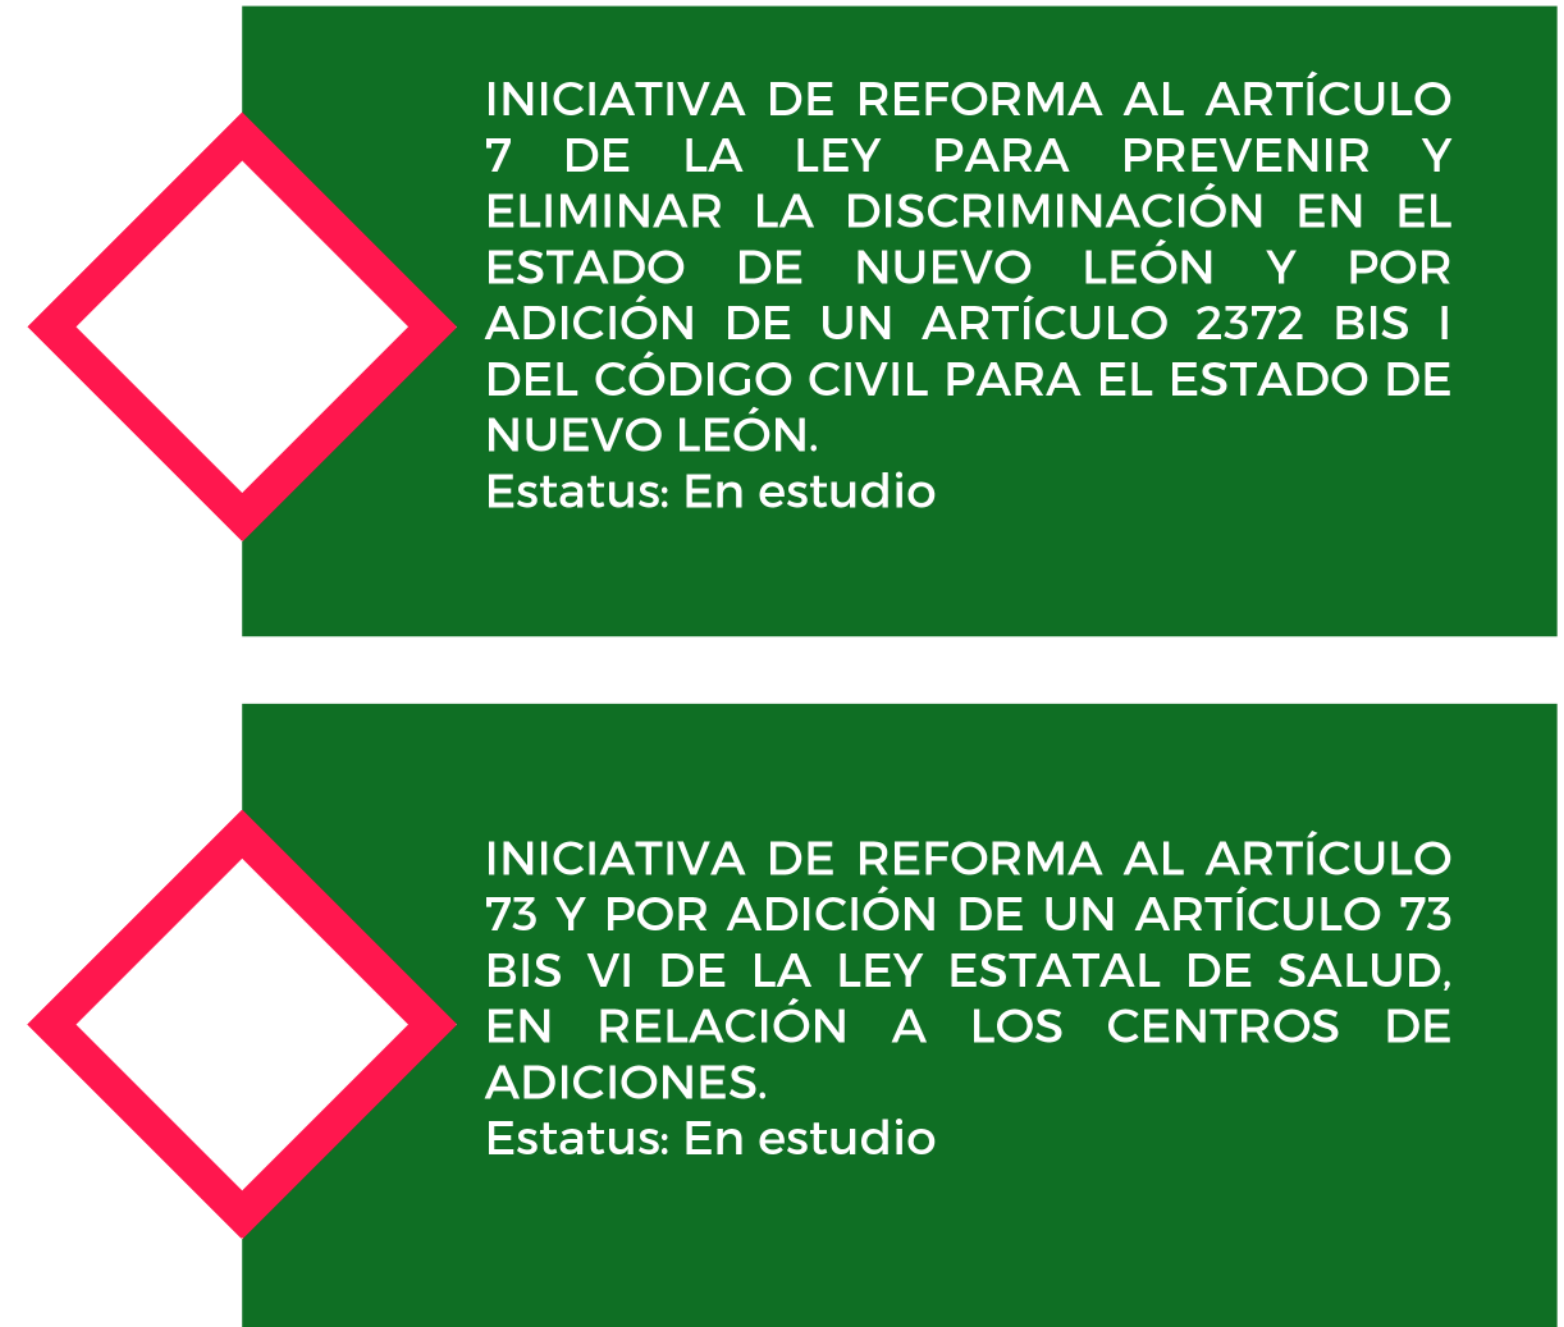 INICIATIVA DE REFORMA AL ARTÍCULO
7 DE LA LEY PARA PREVENIR Y
ELIMINAR LA DISCRIMINACIÓN EN EL
ESTADO DE NUEVO LEÓN Y POR
ADICIÓN DE UN ARTÍCULO 2372 BIS I
DEL CÓDIGO CIVIL PARA EL ESTADO DE
NUEVO LEÓN.
Estatus: En estudio
INICIATIVA DE REFORMA AL ARTÍCULO
73 Y POR ADICIÓN DE UN ARTÍCULO 73
BIS VI DE LA LEY ESTATAL DE SALUD,
EN RELACIÓN A LOS CENTROS DE
ADICIONES.
Estatus: En estudio